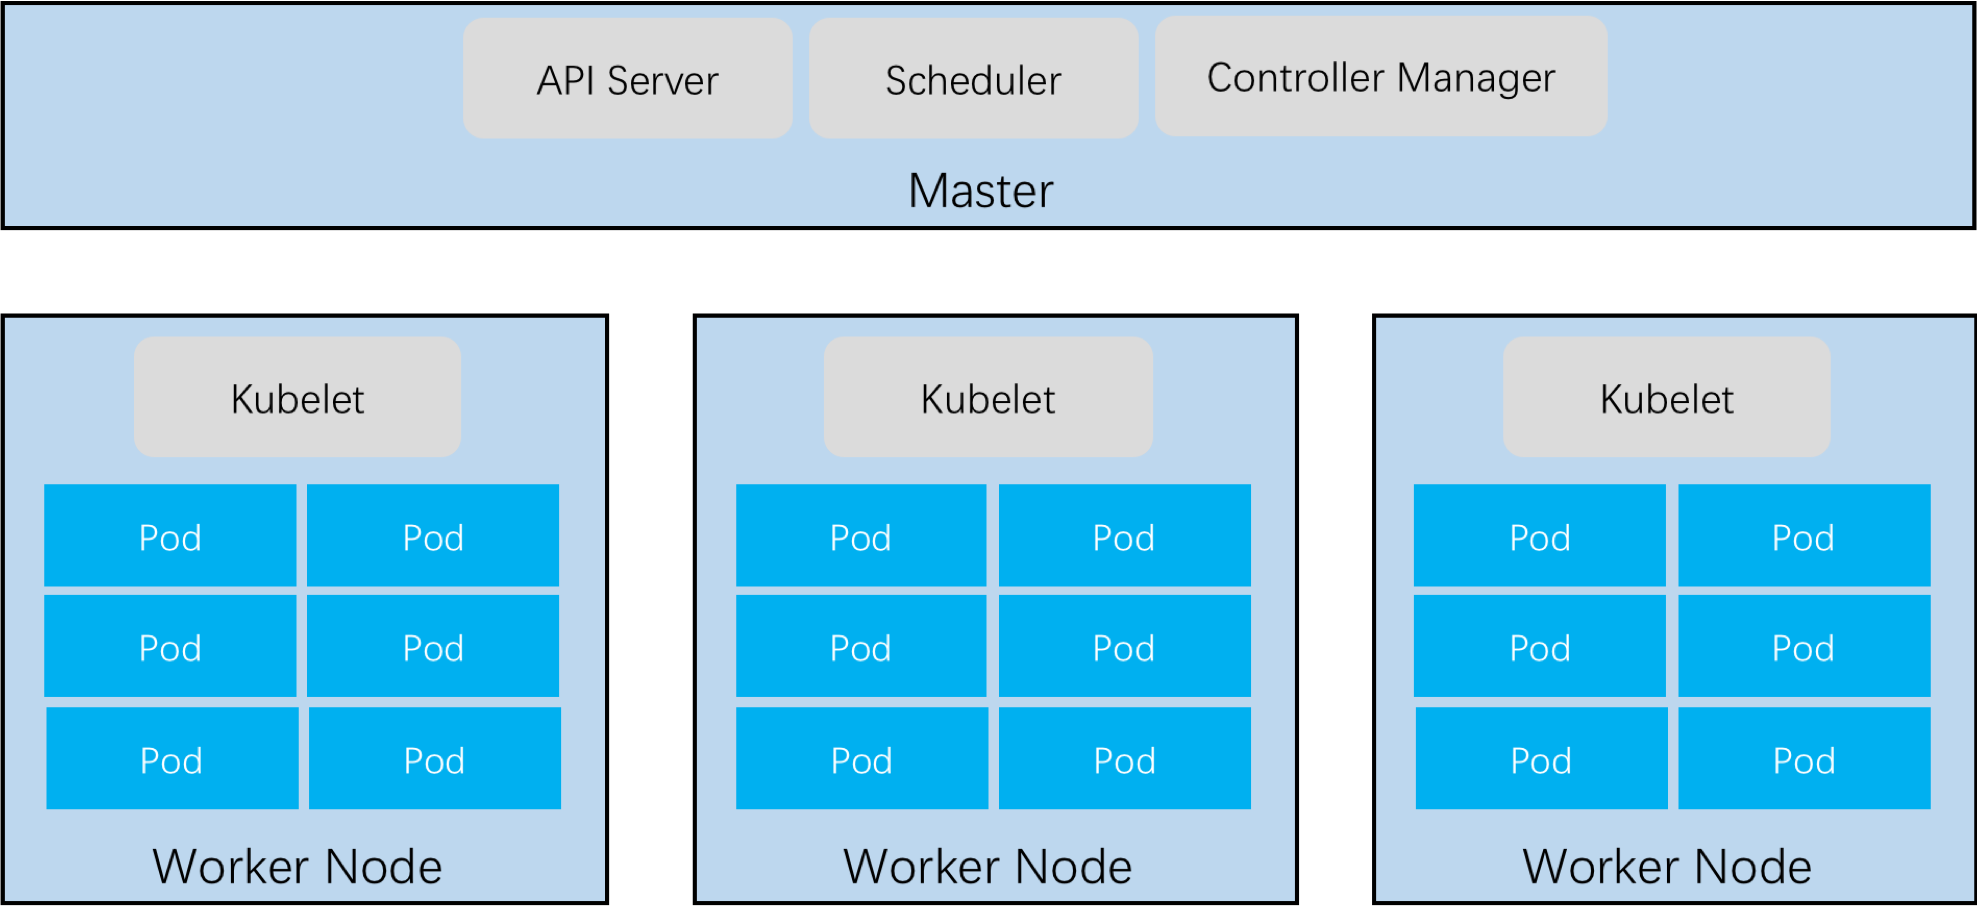 API Server
Scheduler
Controller Manager
Master
Kubelet
Pod Pod
Pod Pod
Pod Pod
Worker Node
Kubelet
Pod Pod
Pod Pod
Pod Pod
Worker Node
Kubelet
Pod Pod
Pod Pod
Pod Pod
Worker Node